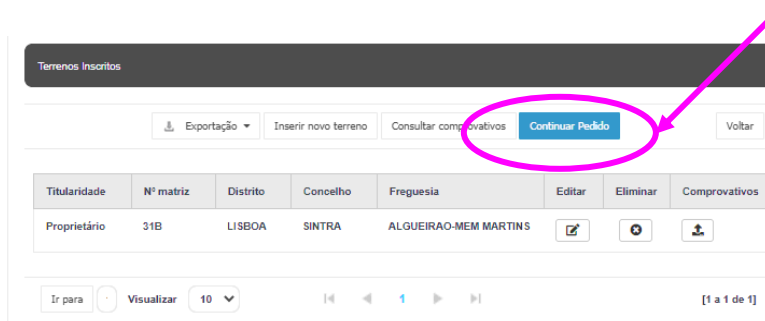 Terrenos Inscritos
Exportação Inserir novo terreno Consultar comprovativos Continuar Pedido Voltar
Titularidade Nº matriz Distrito Concelho Freguesia Editar Eliminar Comprovativos
Proprietário 31B LISBOA SINTRA ALGUEIRAO-MEM MARTINS
Ir para Visualizar 10 1 [1 a 1 de 1]